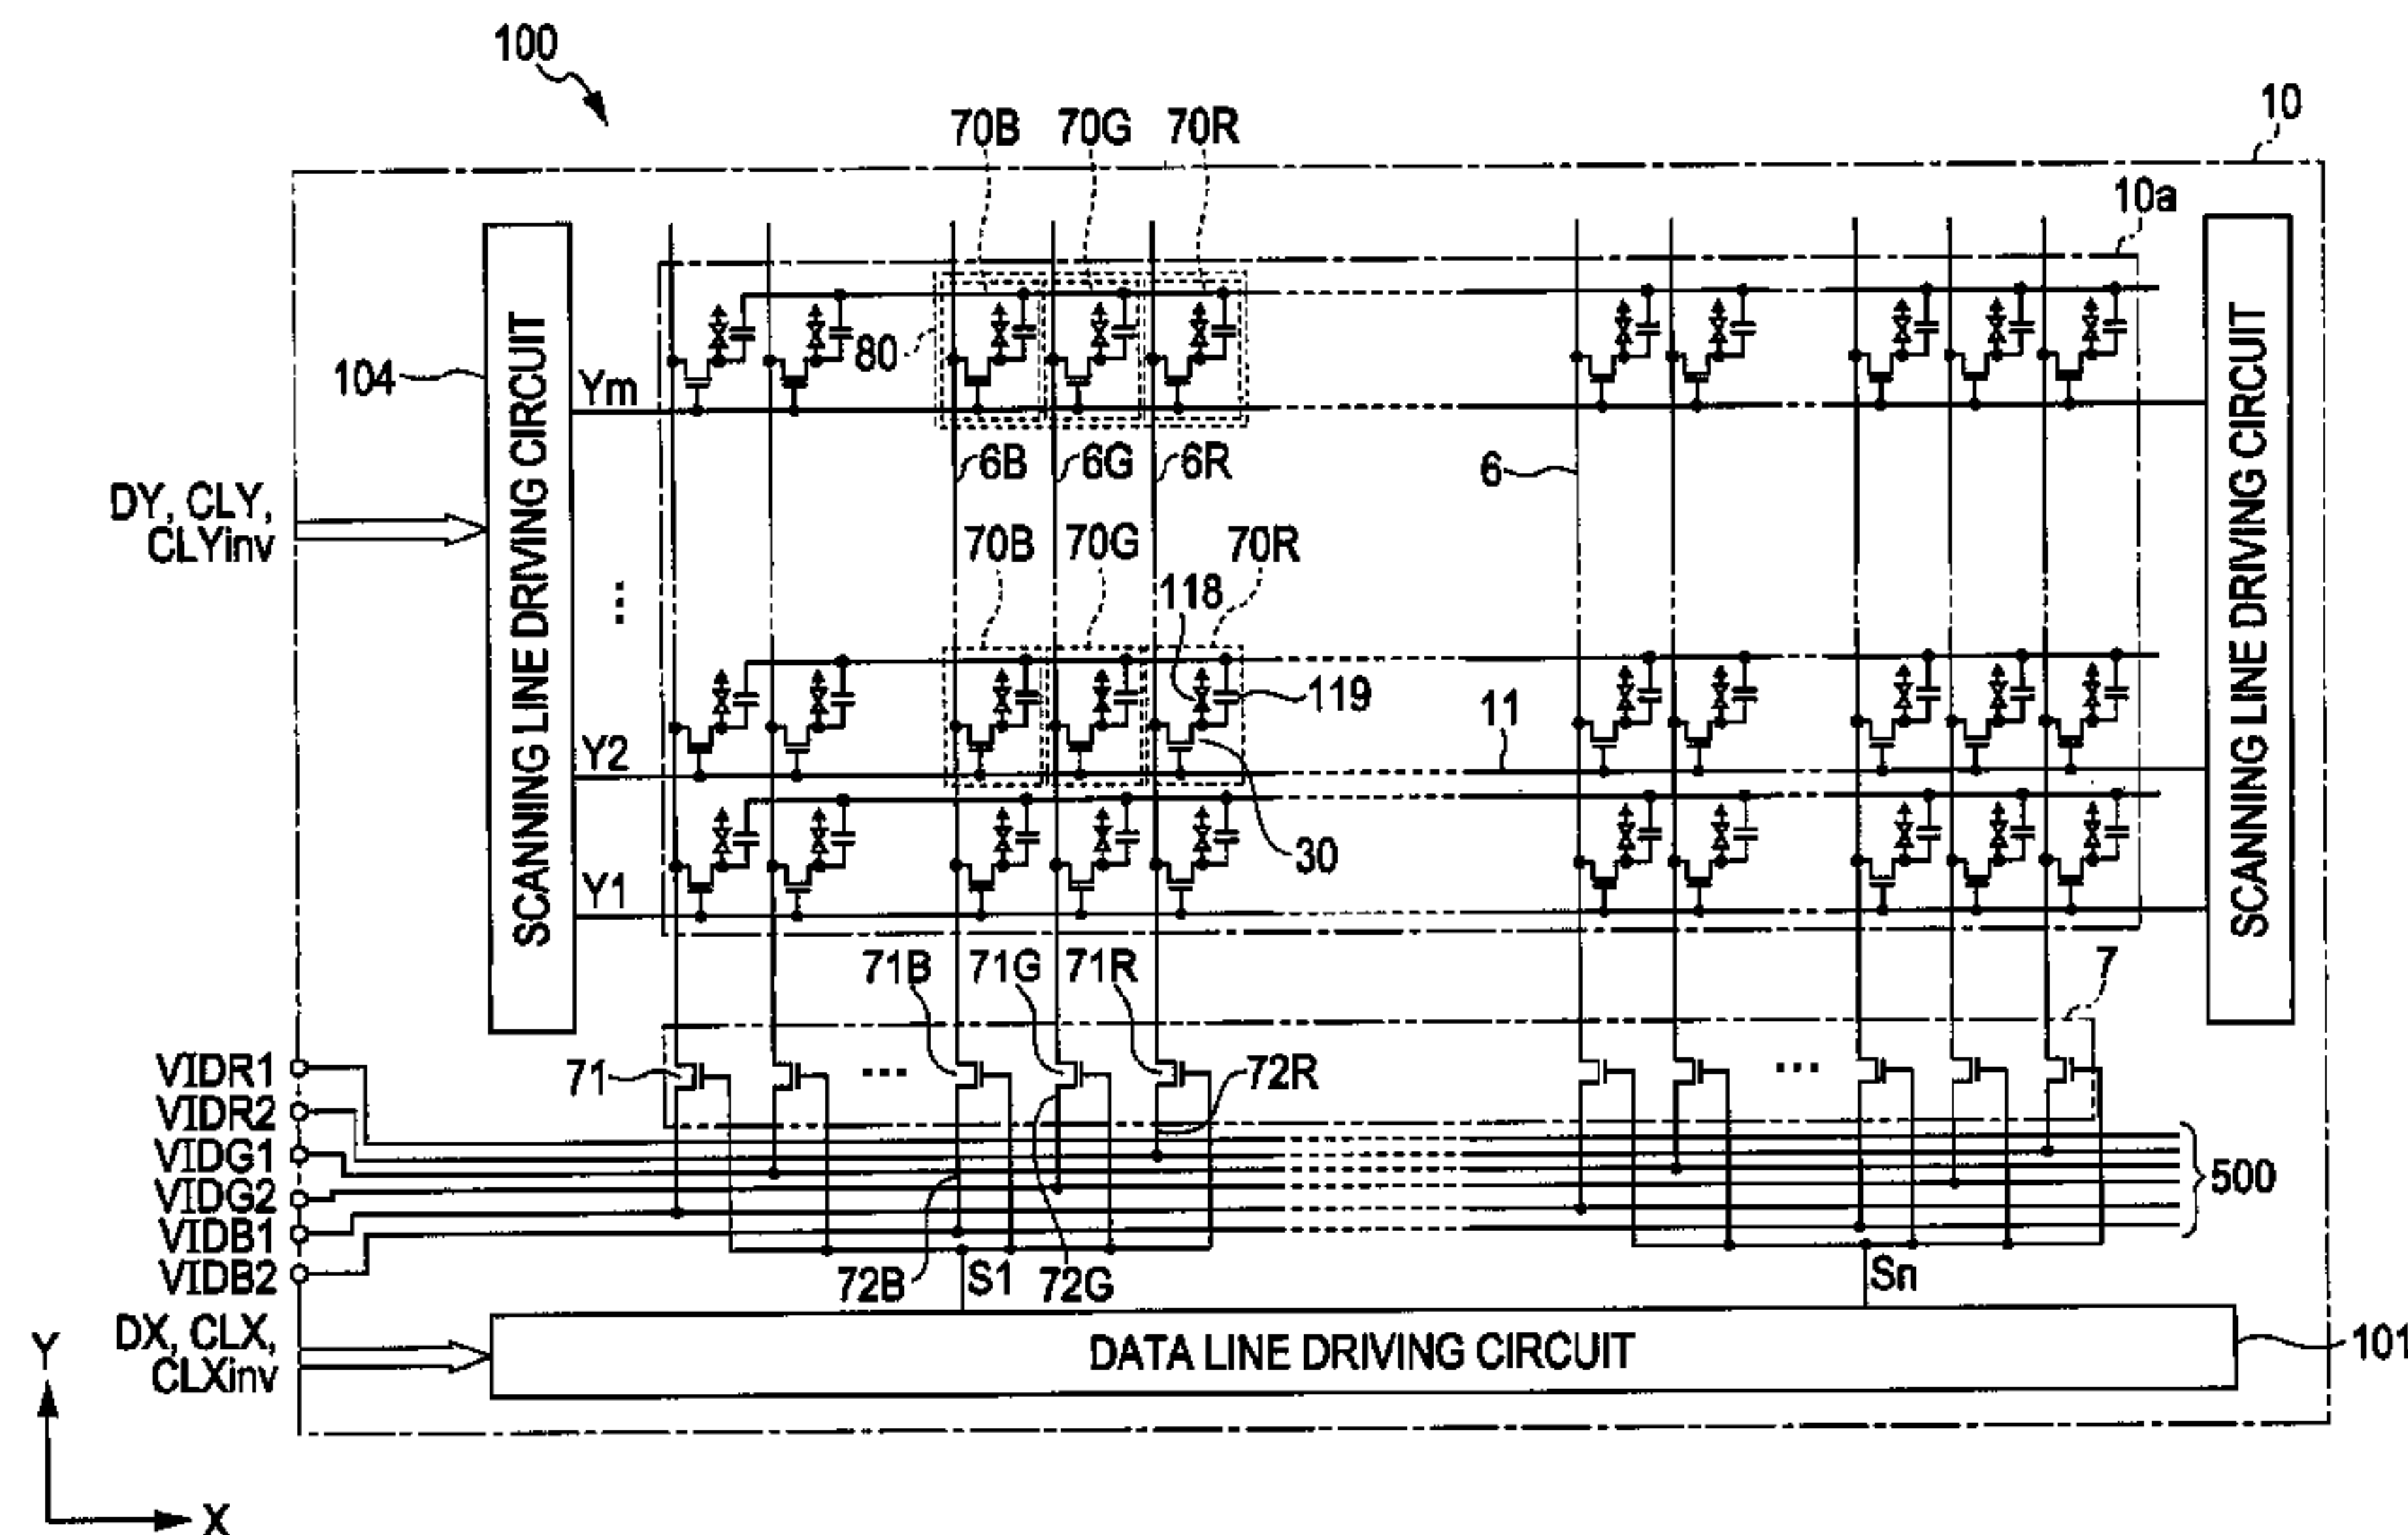 100
10
70B 70G 70R
10a
80
104
SCANNING LINE DRIVING CIRCUIT
SCANNING LINE DRIVING CIRCUIT
Ym
6B 6G 6R 6
DY, CLY,
CLYinv
70B 70G 70R
118
⋮
119
11
Y2
30
Y1
71B 71G 71R
7
VIDR1
71
...
72R
...
VIDR2
VIDG1
500
VIDG2
VIDB1
VIDB2
72B S1 72G Sn
DX, CLX,
CLXinv
DATA LINE DRIVING CIRCUIT
101
Y
X